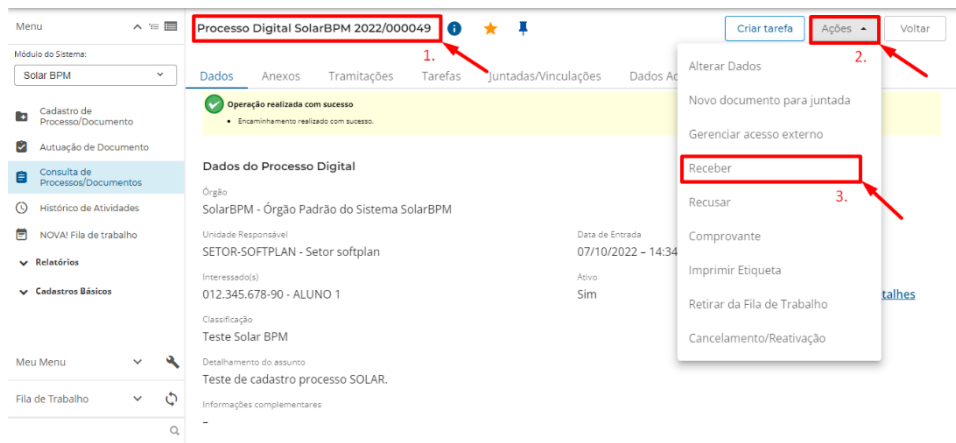 Menu
Módulo do Sistema:
Solar BPM
Cadastro de
Processo/Documento
Autuação de Documento
Consulta de
Processos/Documentos
Histórico de Atividades
NOVA! Fila de trabalho
Relatórios
Cadastros Básicos
Meu Menu
Fila de Trabalho
Processo Digital SolarBPM 2022/000049
1.
Criar tarefa
Ações
Voltar
2.
Dados Anexos Tramitações Tarefas Juntadas/Vinculações Dados
Operação realizada com sucesso
Encaminhamento realizado com sucesso.
Dados do Processo Digital
Órgão
SolarBPM - Órgão Padrão do Sistema SolarBPM
Unidade Responsável
SETOR-SOFTPLAN - Setor softplan
Data de Entrada
07/10/2022 – 14:34
Interessado(s)
012.345.678-90 - ALUNO 1
Ativo
Sim
talhes
Classificação
Teste Solar BPM
Detalhamento do assunto
Teste de cadastro processo SOLAR.
Informações complementares
–
Alterar Dados
Novo documento para juntada
Gerenciar acesso externo
Receber
3.
Recusar
Comprovante
Imprimir Etiqueta
Retirar da Fila de Trabalho
Cancelamento/Reativação